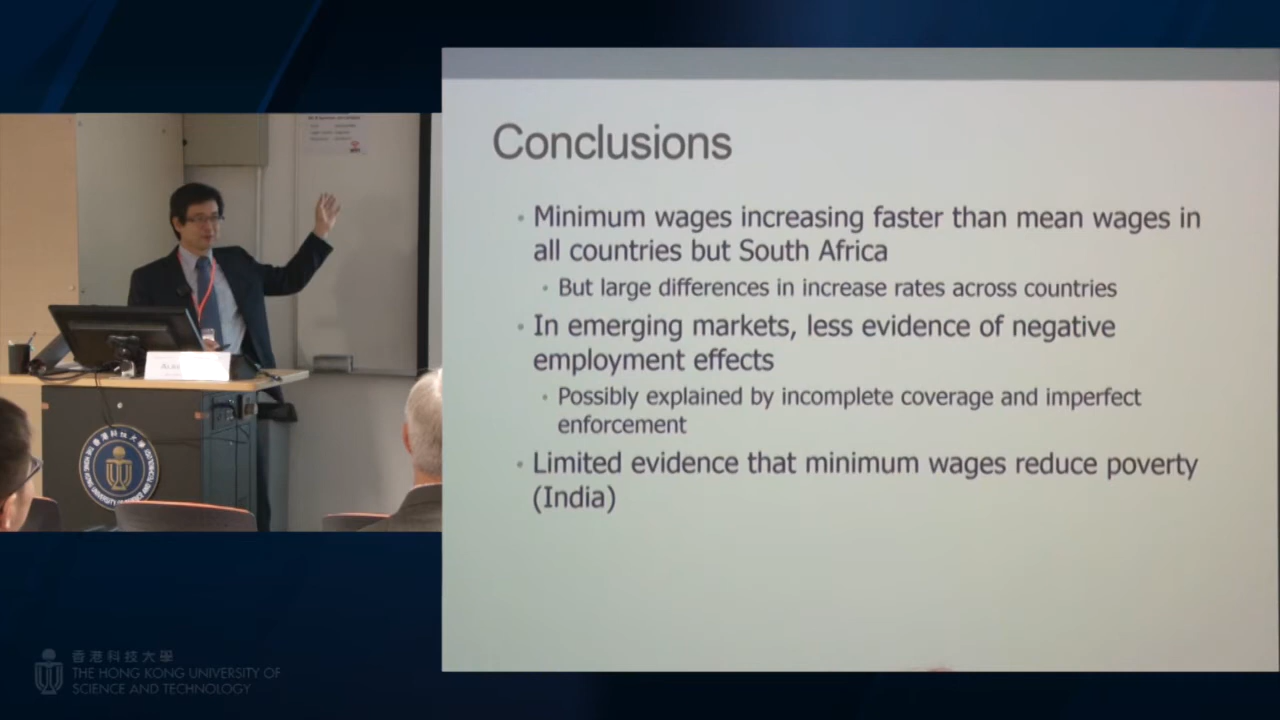 Conclusions
• Minimum wages increasing faster than mean wages in
all countries but South Africa
• But large differences in increase rates across countries
• In emerging markets, less evidence of negative
employment effects
• Possibly explained by incomplete coverage and imperfect
enforcement
• Limited evidence that minimum wages reduce poverty
(India)
香港科技大學
THE HONG KONG UNIVERSITY OF
SCIENCE AND TECHNOLOGY